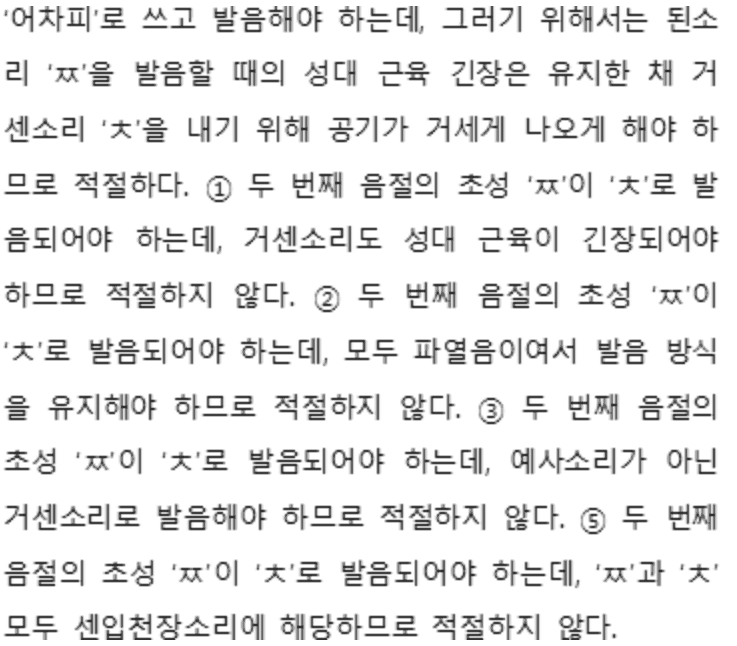 ‘어차피’로 쓰고 발음해야 하는데, 그러기 위해서는 된소
리 ‘ㅉ’을 발음할 때의 성대 근육 긴장은 유지한 채 거
센소리 ‘ㅊ’을 내기 위해 공기가 거세게 나오게 해야 하
므로 적절하다. ① 두 번째 음절의 초성 ‘ㅉ’이 ‘ㅊ’로 발
음되어야 하는데, 거센소리도 성대 근육이 긴장되어야
하므로 적절하지 않다. ② 두 번째 음절의 초성 ‘ㅉ’이
‘ㅊ’로 발음되어야 하는데, 모두 파열음이여서 발음 방식
을 유지해야 하므로 적절하지 않다. ③ 두 번째 음절의
초성 ‘ㅉ’이 ‘ㅊ’로 발음되어야 하는데, 예사소리가 아닌
거센소리로 발음해야 하므로 적절하지 않다. ⑤ 두 번째
음절의 초성 ‘ㅉ’이 ‘ㅊ’로 발음되어야 하는데, ‘ㅉ’과 ‘ㅊ’
모두 센입천장소리에 해당하므로 적절하지 않다.